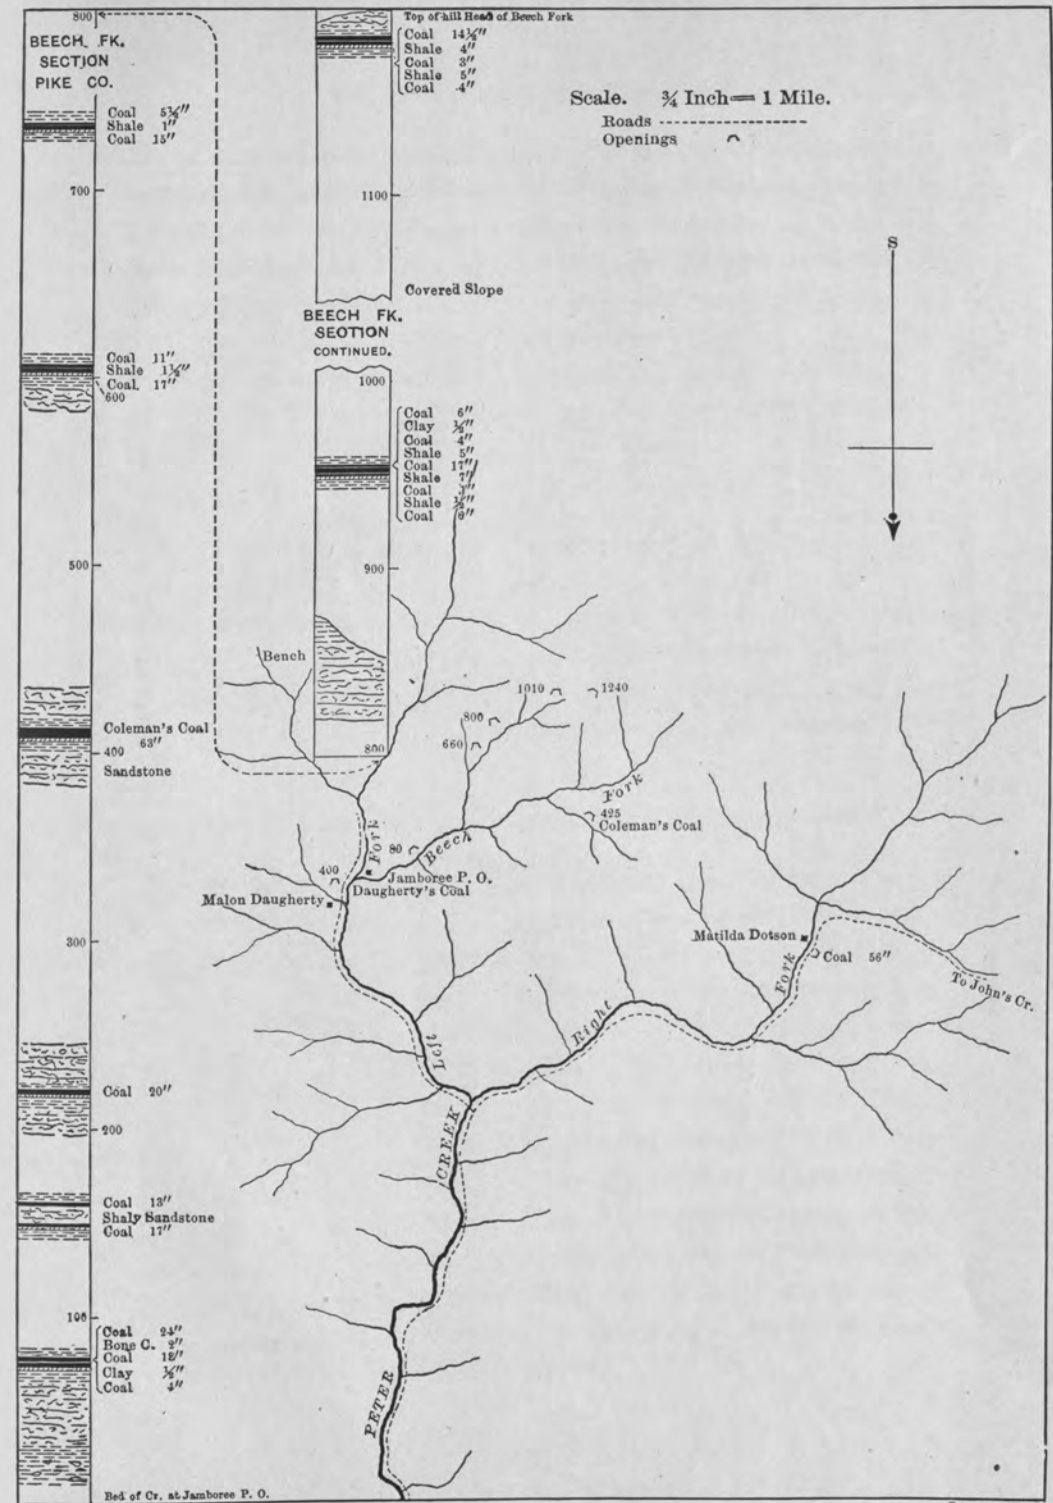 800
BEECH FK.
SECTION
PIKE CO.
Coal 5½"
Shale 1"
Coal 15"
700
Coal 11"
Shale 1½"
Coal. 17"
600
500
Coleman's Coal
63"
400
Sandstone
300
Coal 20"
200
Coal 13"
Shaly Sandstone
Coal 17"
100
Coal 24"
Bone C. 2"
Coal 18"
Clay ½"
Coal 4"
Bed of Cr. at Jamboree P. O.
Top of hill Head of Beech Fork
Coal 14½"
Shale 4"
Coal 3"
Shale 5"
Coal 4"
1100
Covered Slope
BEECH FK.
SECTION
CONTINUED.
1000
Coal 6"
Clay ½"
Coal 4"
Shale 5"
Coal 17"
Shale 7"
Coal
Shale ½"
Coal 6"
900
800
Scale. ¾ Inch = 1 Mile.
Roads
Openings
S
Bench
1010
1240
800
660
Fork
425
Coleman's Coal
Fork
80
Beech
400
Jamboree P. O.
Daugherty's Coal
Malon Daugherty
Matilda Dotson
Coal 56"
Fork
To John's Cr.
Right
Left
CREEK
PETER